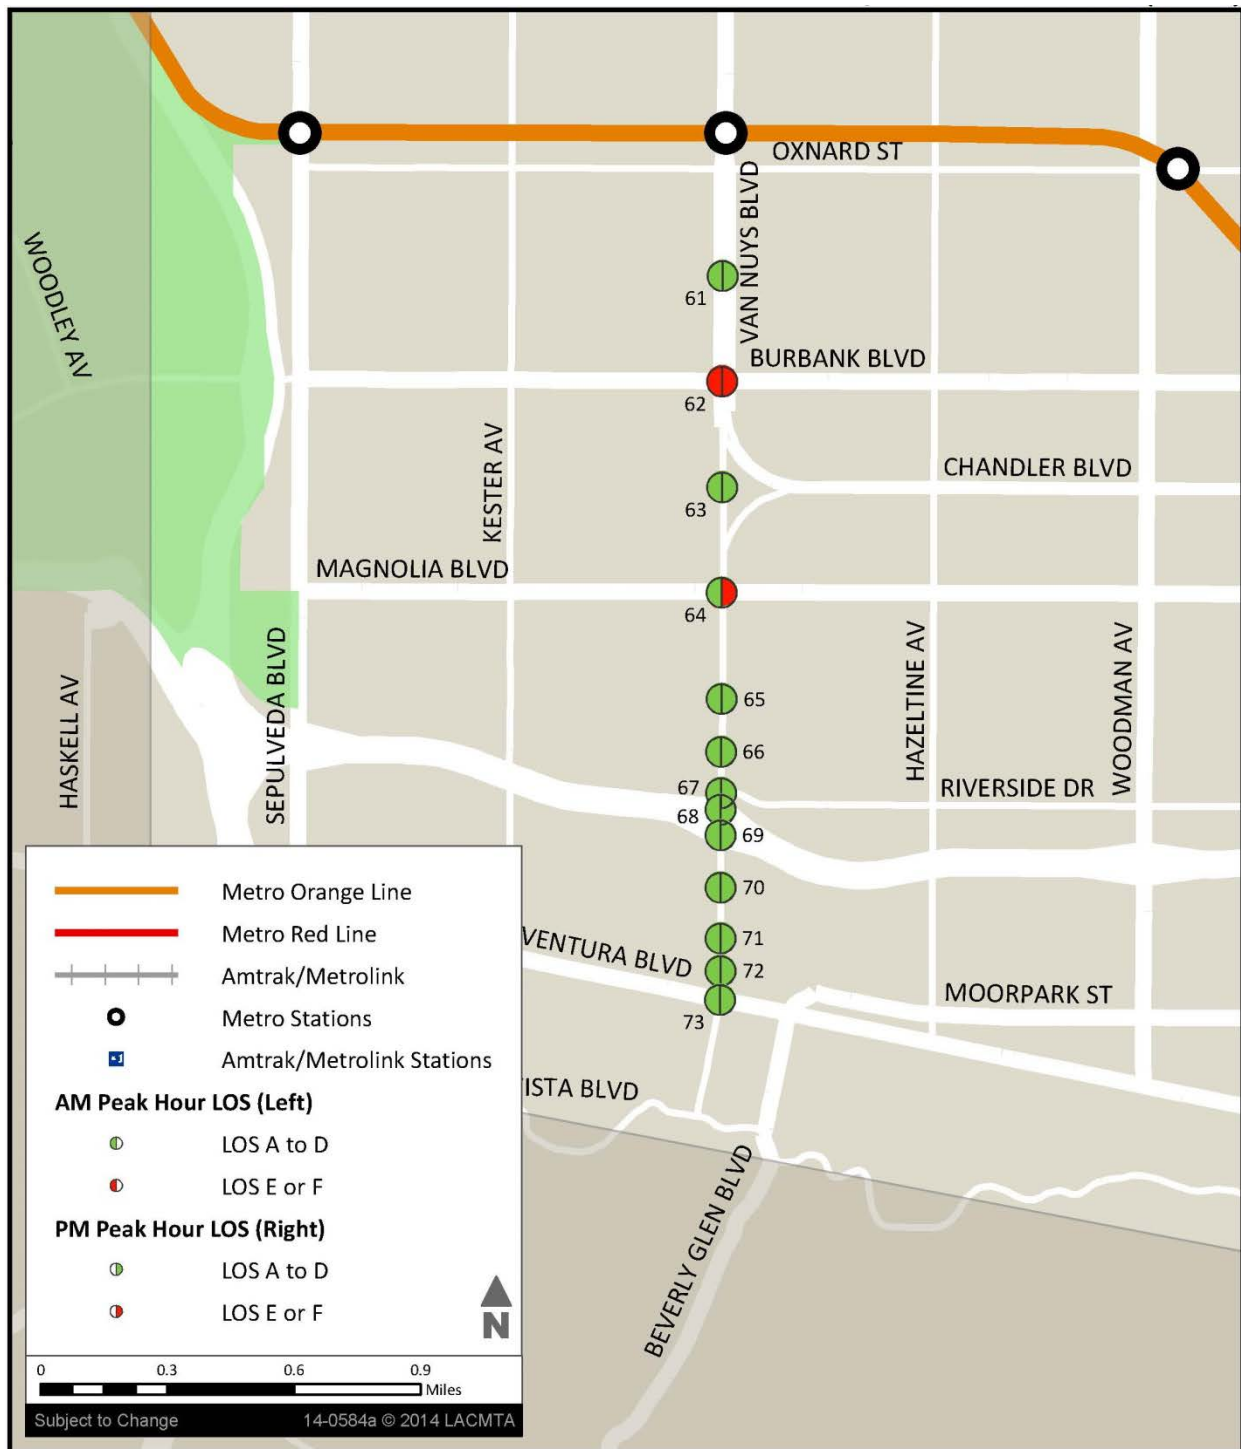 OXNARD ST
VAN NUYS BLVD
WOODLEY AV
61
BURBANK BLVD
62
KESTER AV
CHANDLER BLVD
63
MAGNOLIA BLVD
64
HAZELTINE AV
WOODMAN AV
SEPULVEDA BLVD
HASKELL AV
65
66
67
RIVERSIDE DR
68
69
70
71
VENTURA BLVD
72
MOORPARK ST
73
ISTA BLVD
BEVERLY GLEN BLVD
Metro Orange Line
Metro Red Line
Amtrak/Metrolink
Metro Stations
Amtrak/Metrolink Stations
AM Peak Hour LOS (Left)
LOS A to D
LOS E or F
PM Peak Hour LOS (Right)
LOS A to D
LOS E or F
N
0 0.3 0.6 0.9
Miles
Subject to Change 14-0584a © 2014 LACMTA